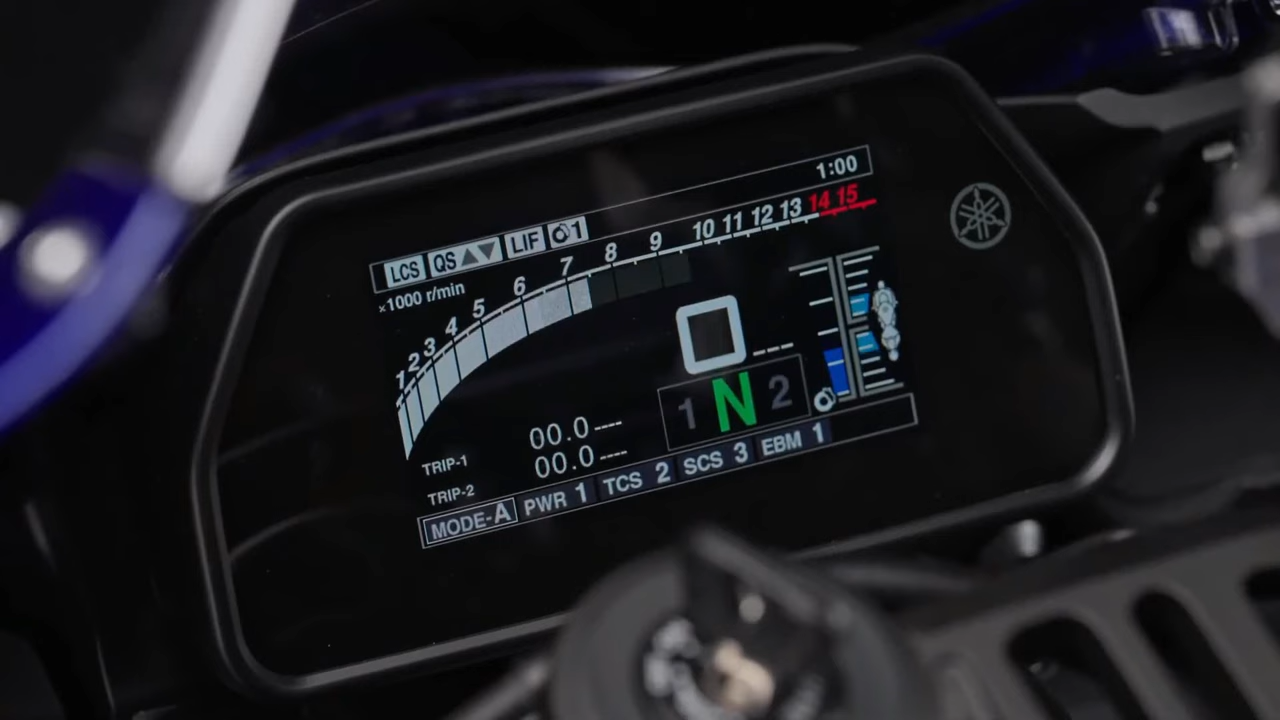 1:00
LCS QS LIF 1
×1000 r/min
1 2 3 4 5 6 7 8 9 10 11 12 13 14 15
0 ---
1 N 2
TRIP-1 00.0 ----
TRIP-2 00.0 ----
MODE-A PWR 1 TCS 2 SCS 3 EBM 1